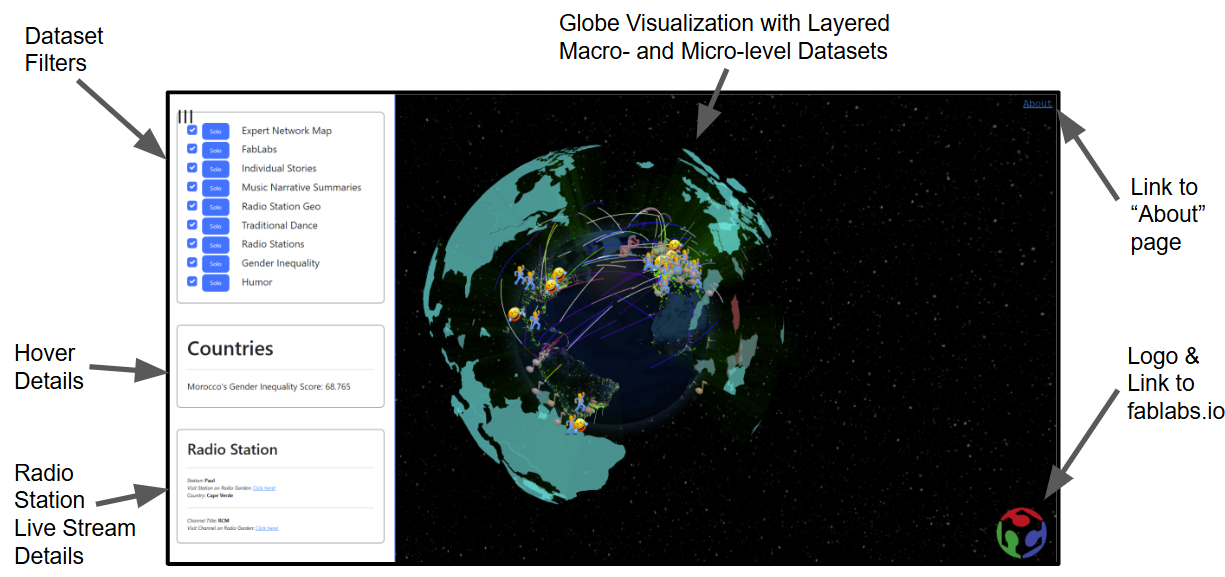 Globe Visualization with Layered
Macro- and Micro-level Datasets
Dataset
Filters
About
Solo Expert Network Map
Solo FabLabs
Solo Individual Stories
Solo Music Narrative Summaries
Solo Radio Station Geo
Solo Traditional Dance
Solo Radio Stations
Solo Gender Inequality
Solo Humor
Link to
“About”
page
Hover
Details
Countries
Morocco's Gender Inequality Score: 68.765
Logo &
Link to
fablabs.io
Radio
Station
Live Stream
Details
Radio Station
Station: Paul
Visit Station on Radio Garden: Click here!
Country: Cape Verde
Channel Title: RCM
Visit Channel on Radio Garden: Click here!